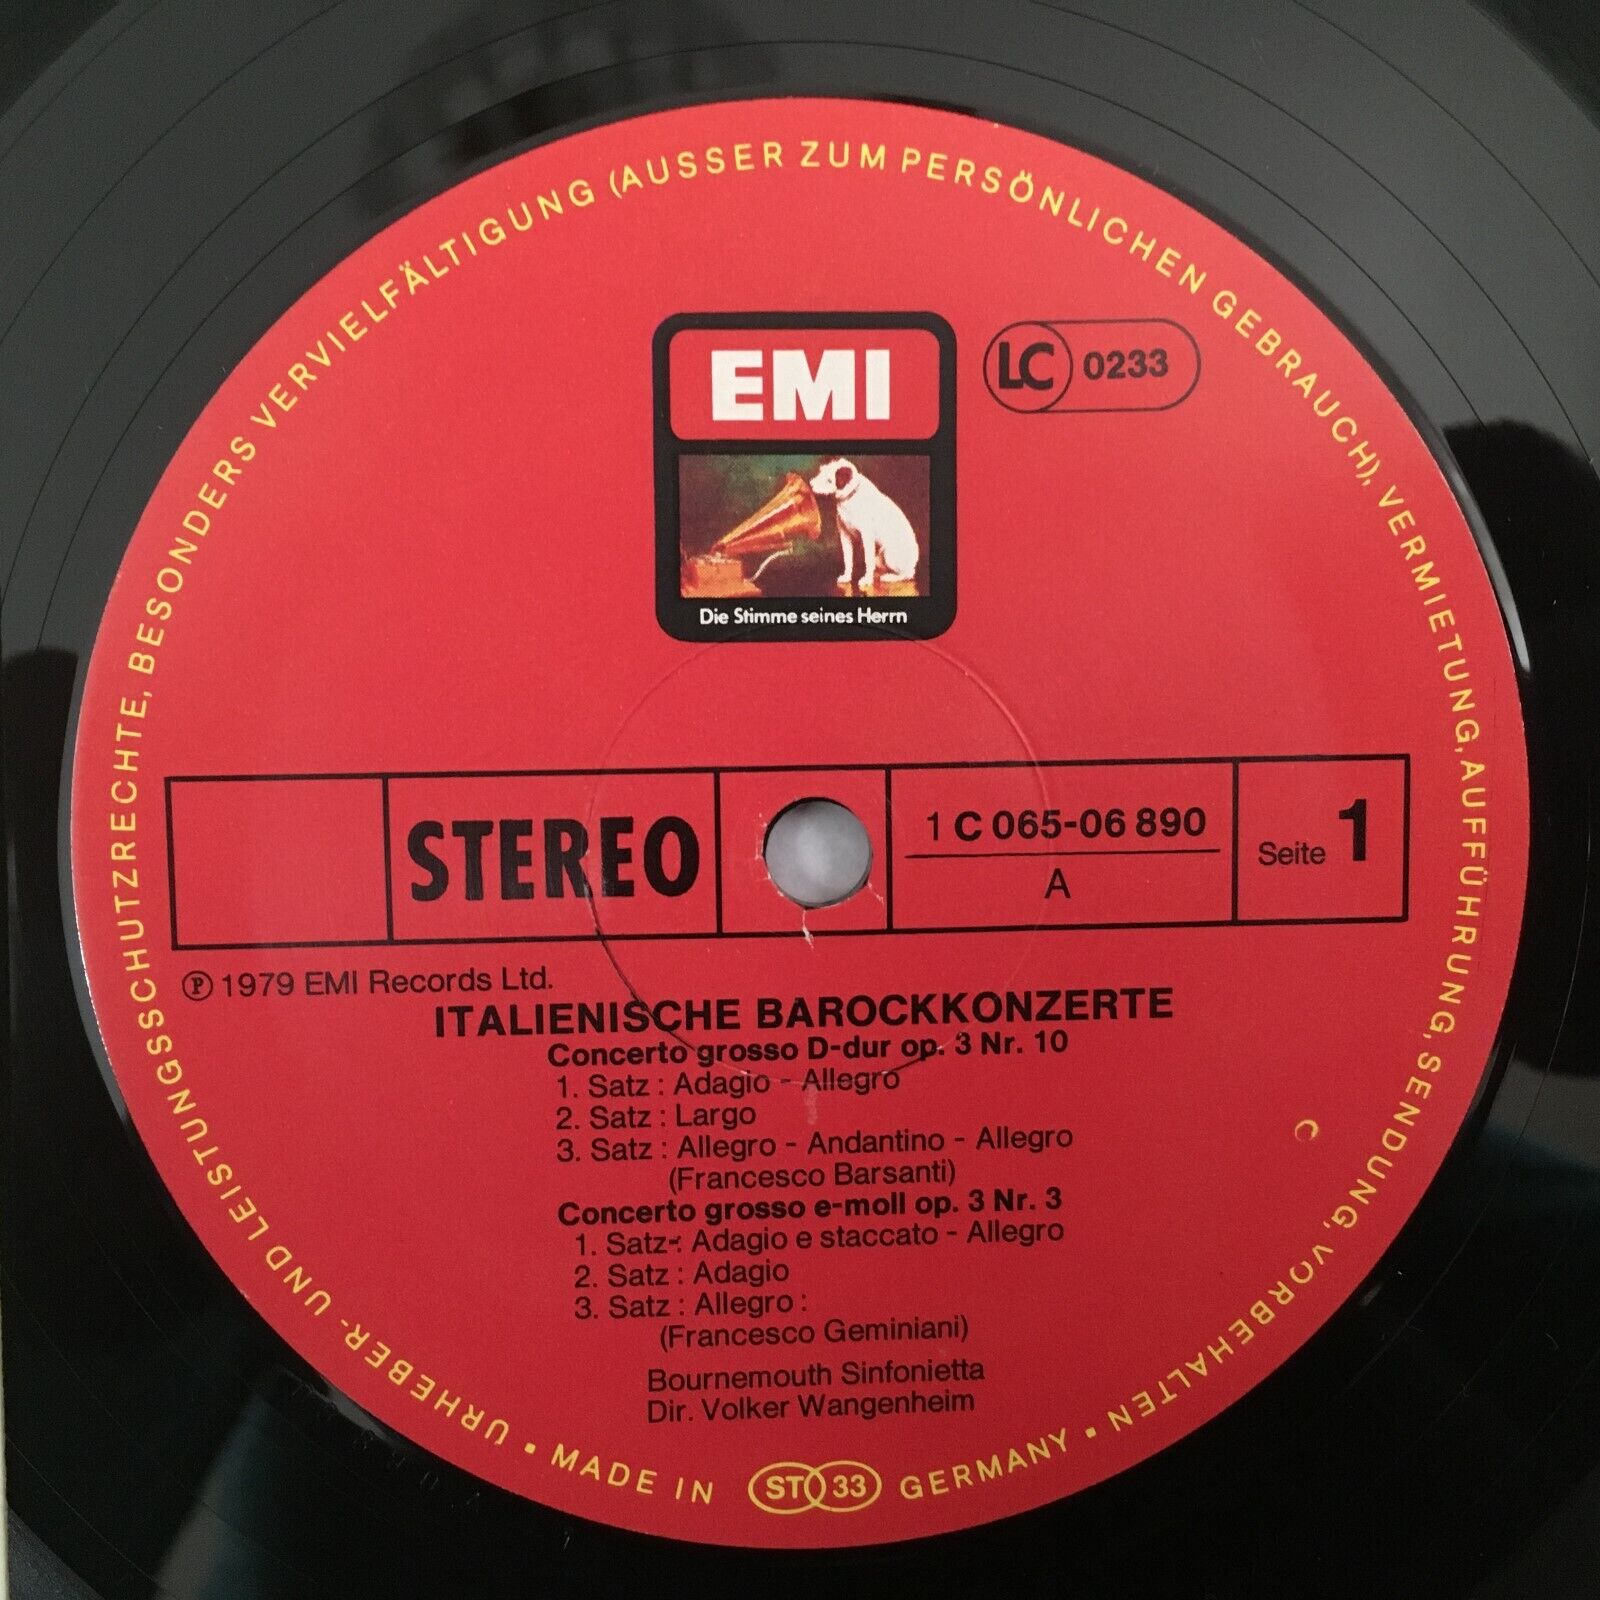 URHEBER- UND LEISTUNGSSCHUTZRECHTE, BESONDERS VERVIELFÄLTIGUNG (AUSSER ZUM PERSÖNLICHEN GEBRAUCH), VERMIETUNG, AUFFÜHRUNG, SENDUNG, VORBEHALTEN
EMI
LC 0233
Die Stimme seines Herrn
STEREO
1 C 065-06 890
A
Seite 1
℗ 1979 EMI Records Ltd.
ITALIENISCHE BAROCKKONZERTE
Concerto grosso D-dur op. 3 Nr. 10
1. Satz : Adagio - Allegro
2. Satz : Largo
3. Satz : Allegro - Andantino - Allegro
(Francesco Barsanti)
Concerto grosso e-moll op. 3 Nr. 3
1. Satz : Adagio e staccato - Allegro
2. Satz : Adagio
3. Satz : Allegro :
(Francesco Geminiani)
Bournemouth Sinfonietta
Dir. Volker Wangenheim
• MADE IN ST 33 GERMANY •